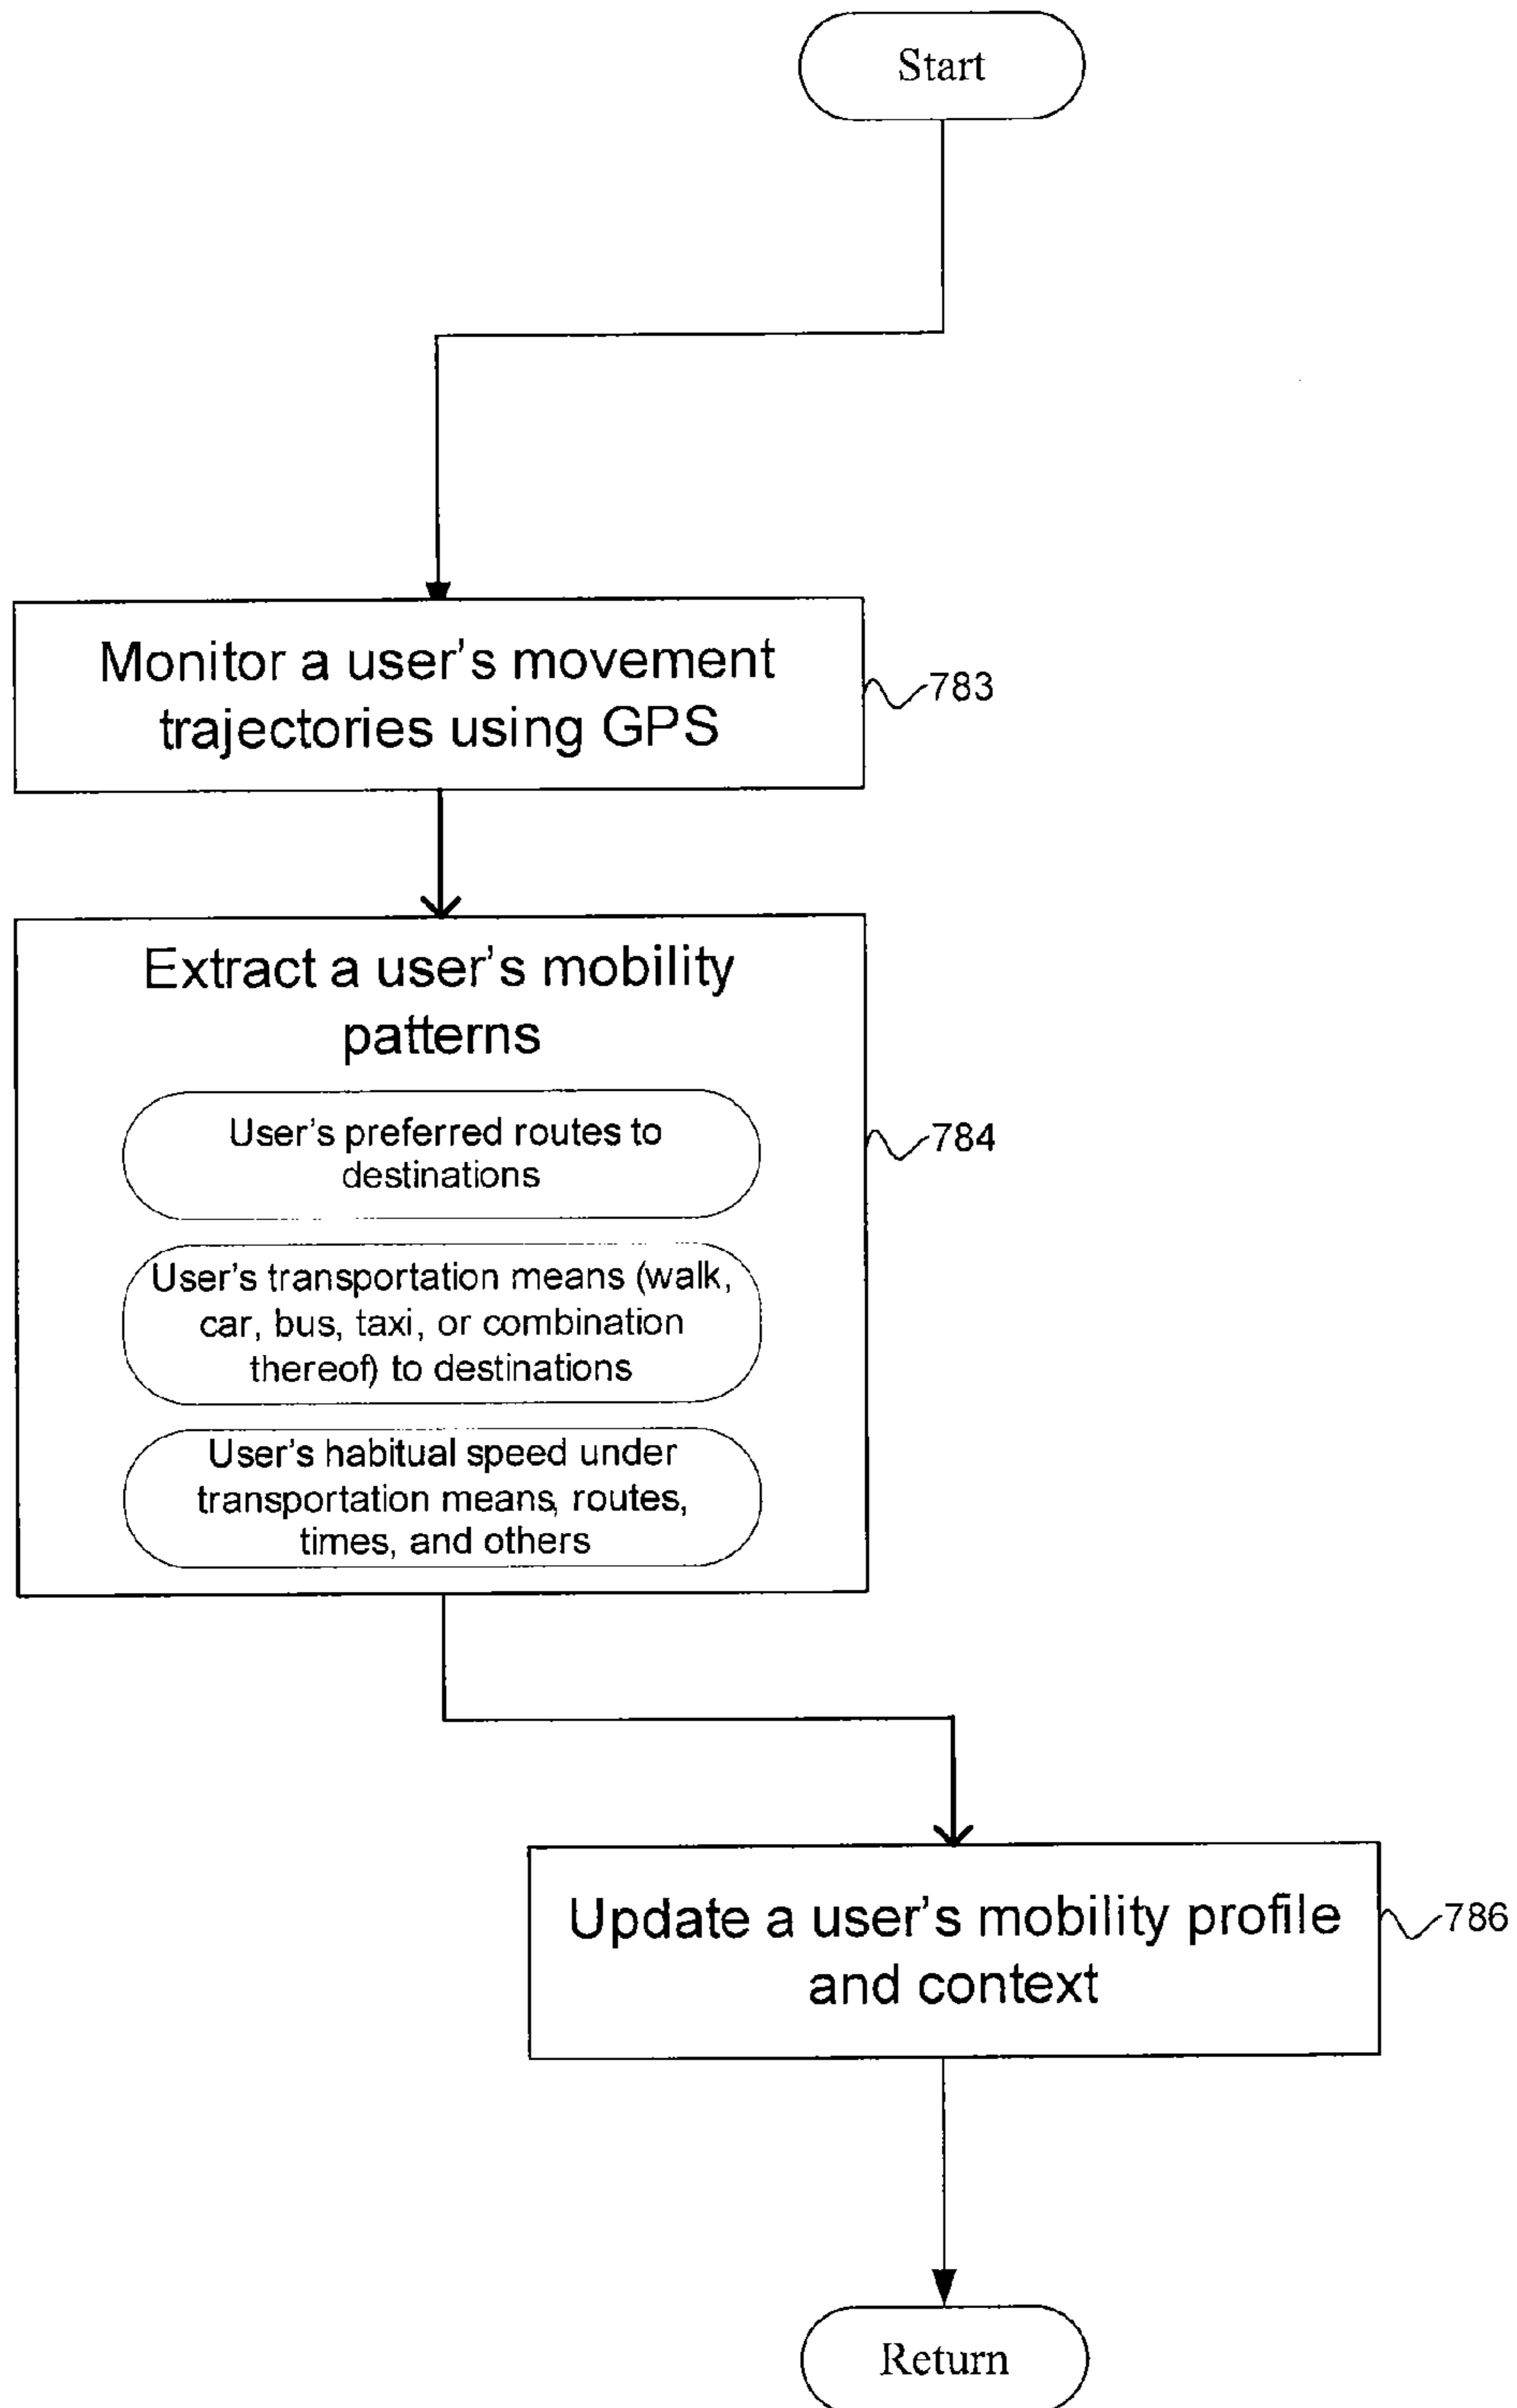 Start
Monitor a user's movement
trajectories using GPS
783
Extract a user's mobility
patterns
User's preferred routes to
destinations
784
User's transportation means (walk,
car, bus, taxi, or combination
thereof) to destinations
User's habitual speed under
transportation means, routes,
times, and others
Update a user's mobility profile
and context
786
Return